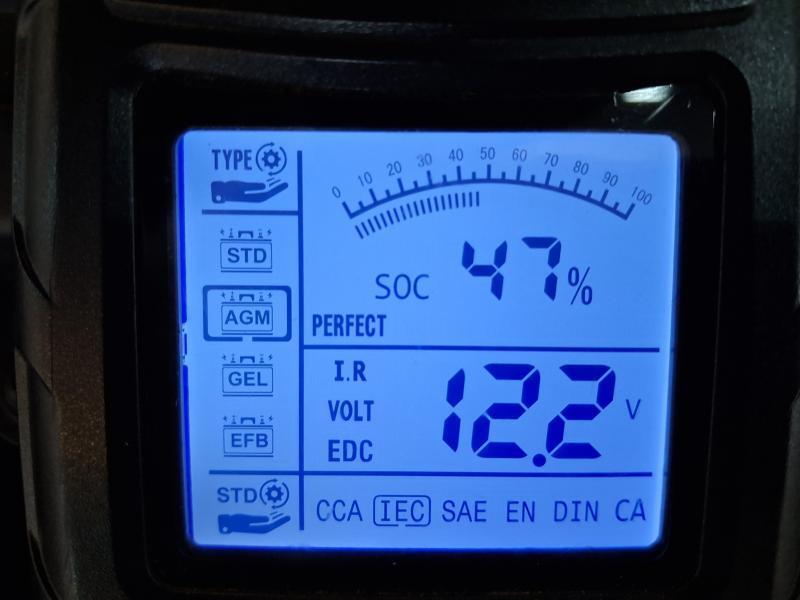 TYPE
0 10 20 30 40 50 60 70 80 90 100
STD
SOC 47%
AGM
PERFECT
GEL
I.R
VOLT 12.2 V
EFB
EDC
STD
CCA IEC SAE EN DIN CA